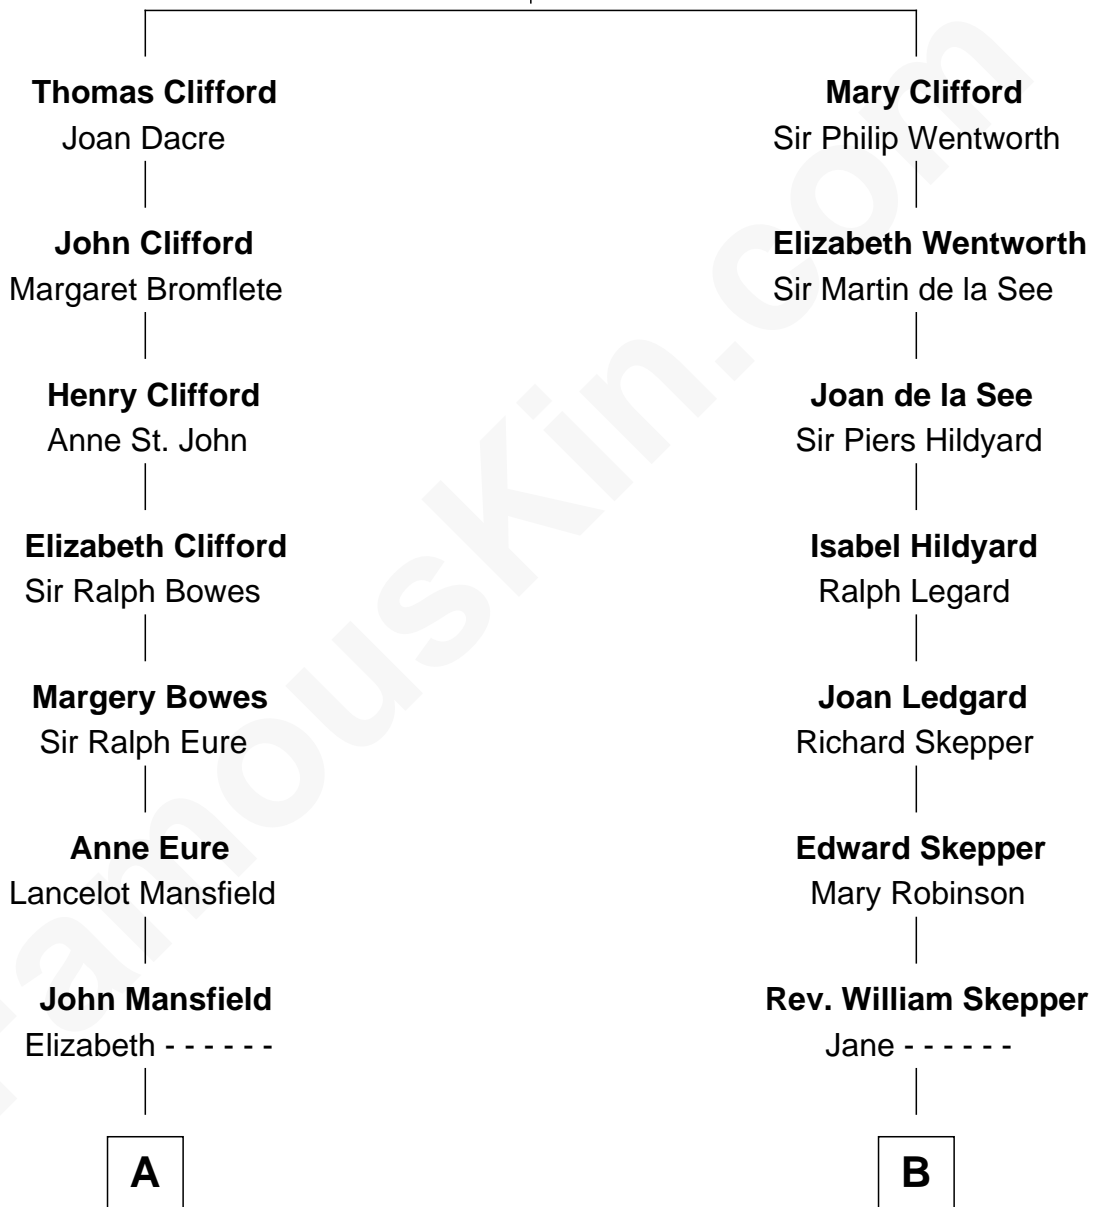 Thomas Clifford
Joan Dacre
John Clifford
Margaret Bromflete
Henry Clifford
Anne St. John
Elizabeth Clifford
Sir Ralph Bowes
Margery Bowes
Sir Ralph Eure
Anne Eure
Lancelot Mansfield
John Mansfield
Elizabeth - - - - - -
A
Mary Clifford
Sir Philip Wentworth
Elizabeth Wentworth
Sir Martin de la See
Joan de la See
Sir Piers Hildyard
Isabel Hildyard
Ralph Legard
Joan Ledgard
Richard Skepper
Edward Skepper
Mary Robinson
Rev. William Skepper
Jane - - - - - -
B
FamousKin.com